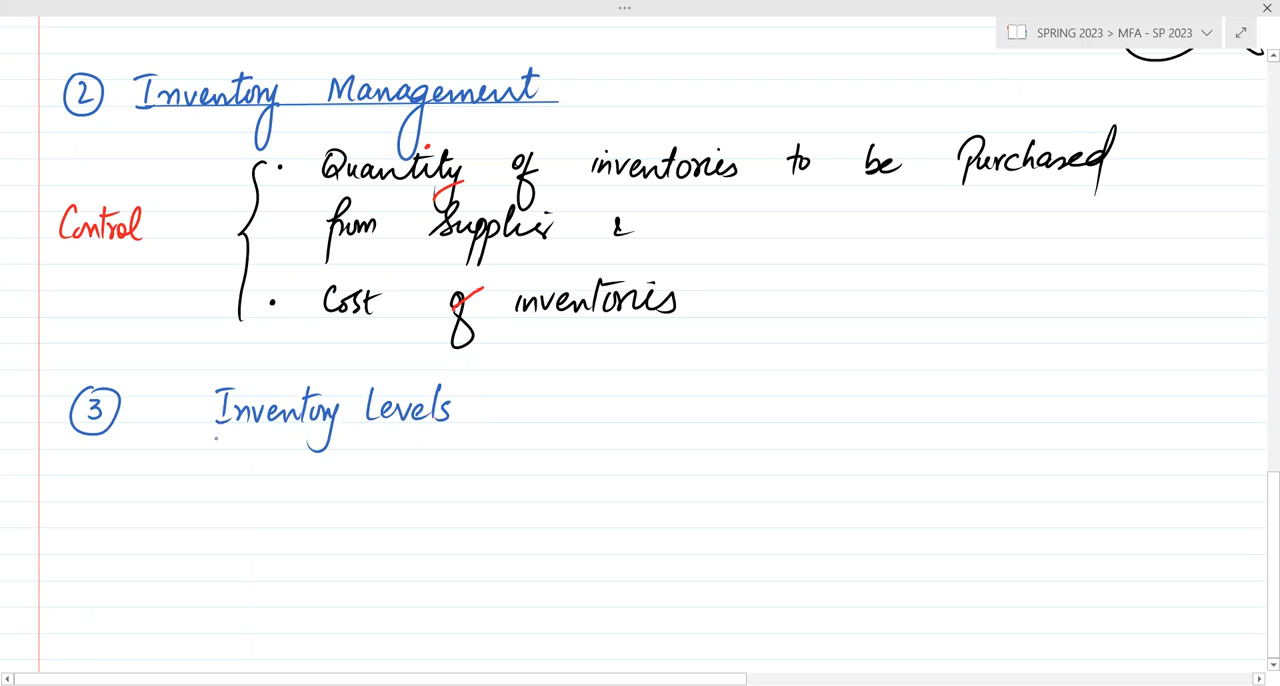 SPRING 2023 > MFA - SP 2023
② Inventory Management
• Quantity of inventories to be Purchased
Control
from Supplier &
• Cost of inventories
③ Inventory Levels